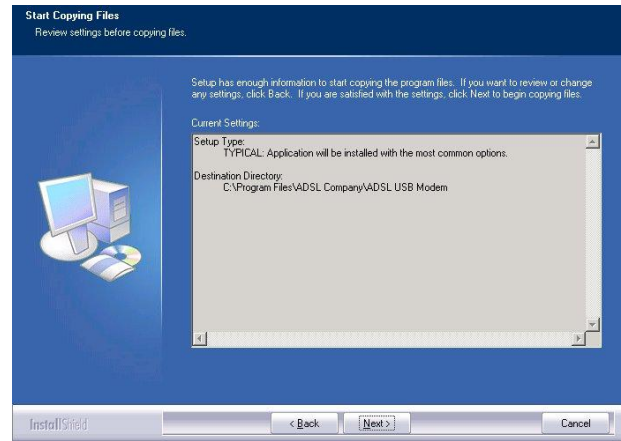 Start Copying Files
Review settings before copying files.
Setup has enough information to start copying the program files. If you want to review or change
any settings, click Back. If you are satisfied with the settings, click Next to begin copying files.
Current Settings:
Setup Type:
TYPICAL: Application will be installed with the most common options.
Destination Directory:
C:\Program Files\ADSL Company\ADSL USB Modem
InstallShield
< Back
Next >
Cancel